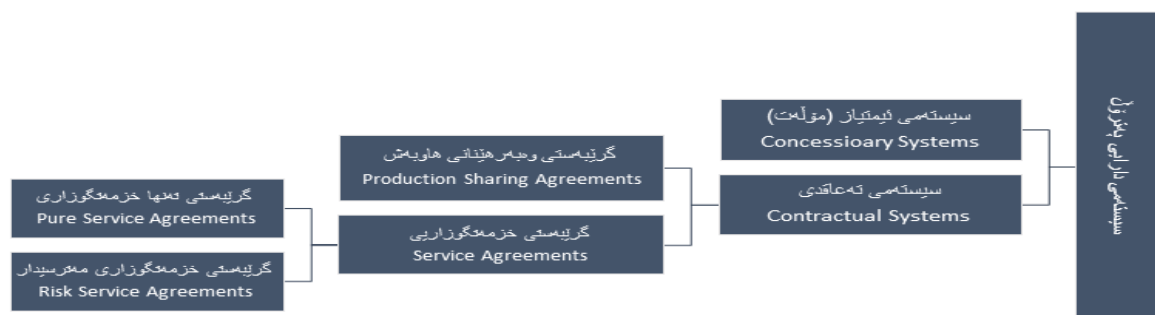 سیستەمی دارایی پەترۆڵ
سیستەمی ئیمتیاز (مۆڵەت)
Concessioary Systems
سیستەمی تەعاقدی
Contractual Systems
گرێبەستی وەبەرهێنانی هاوبەش
Production Sharing Agreements
گرێبەستی خزمەتگوزاریی
Service Agreements
گرێبەستی تەنها خزمەتگوزاری
Pure Service Agreements
گرێبەستی خزمەتگوزاری مەترسیدار
Risk Service Agreements